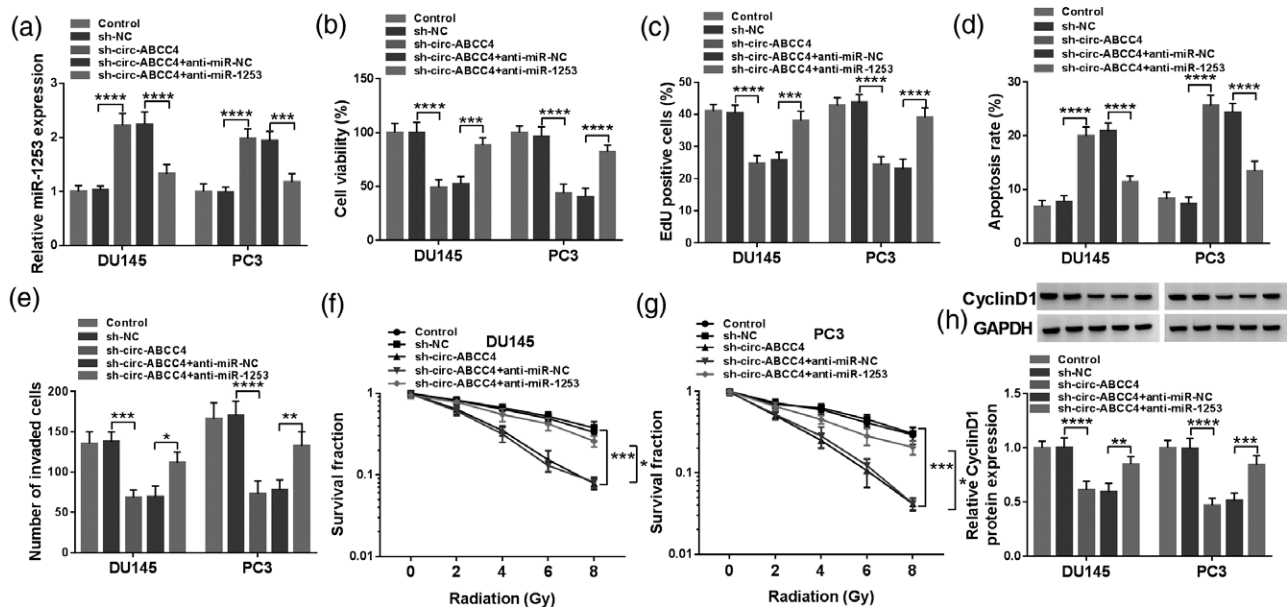 (a)
Control
sh-NC
sh-circ-ABCC4
sh-circ-ABCC4+anti-miR-NC
sh-circ-ABCC4+anti-miR-1253
Relative miR-1253 expression
3
2
1
0
**** ****
**** ***
DU145 PC3
(b)
Control
sh-NC
sh-circ-ABCC4
sh-circ-ABCC4+anti-miR-NC
sh-circ-ABCC4+anti-miR-1253
Cell viability (%)
150
100
50
0
**** ***
**** ****
DU145 PC3
(c)
Control
sh-NC
sh-circ-ABCC4
sh-circ-ABCC4+anti-miR-NC
sh-circ-ABCC4+anti-miR-1253
EdU positive cells (%)
50
40
30
20
10
0
**** ***
**** ****
DU145 PC3
(d)
Control
sh-NC
sh-circ-ABCC4
sh-circ-ABCC4+anti-miR-NC
sh-circ-ABCC4+anti-miR-1253
Apoptosis rate (%)
30
20
10
0
**** ****
**** ****
DU145 PC3
(e)
Control
sh-NC
sh-circ-ABCC4
sh-circ-ABCC4+anti-miR-NC
sh-circ-ABCC4+anti-miR-1253
Number of invaded cells
200
150
100
50
0
*** *
**** **
DU145 PC3
(f)
DU145
Control
sh-NC
sh-circ-ABCC4
sh-circ-ABCC4+anti-miR-NC
sh-circ-ABCC4+anti-miR-1253
Survival fraction
1
0.1
0.01
*** *
0 2 4 6 8
Radiation (Gy)
(g)
PC3
Control
sh-NC
sh-circ-ABCC4
sh-circ-ABCC4+anti-miR-NC
sh-circ-ABCC4+anti-miR-1253
Survival fraction
1
0.1
0.01
*** *
0 2 4 6 8
Radiation (Gy)
(h)
CyclinD1
GAPDH
Control
sh-NC
sh-circ-ABCC4
sh-circ-ABCC4+anti-miR-NC
sh-circ-ABCC4+anti-miR-1253
Relative CyclinD1
protein expression
1.5
1.0
0.5
0.0
**** **
**** ***
DU145 PC3